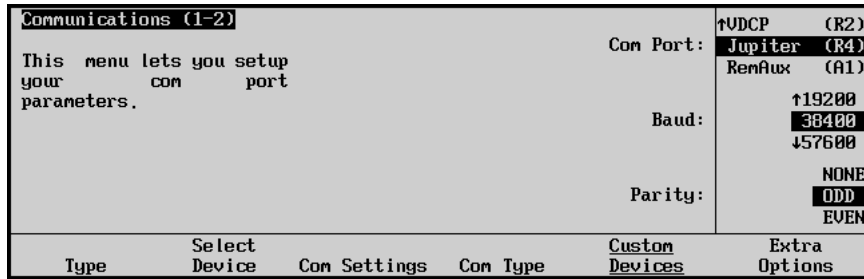 Communications (1-2)
This menu lets you setup
your com port
parameters.
Com Port:
↑VDCP (R2)
Jupiter (R4)
RemAux (A1)
Baud:
↑19200
38400
↓57600
Parity:
NONE
ODD
EVEN
Type
Select
Device
Com Settings
Com Type
Custom
Devices
Extra
Options